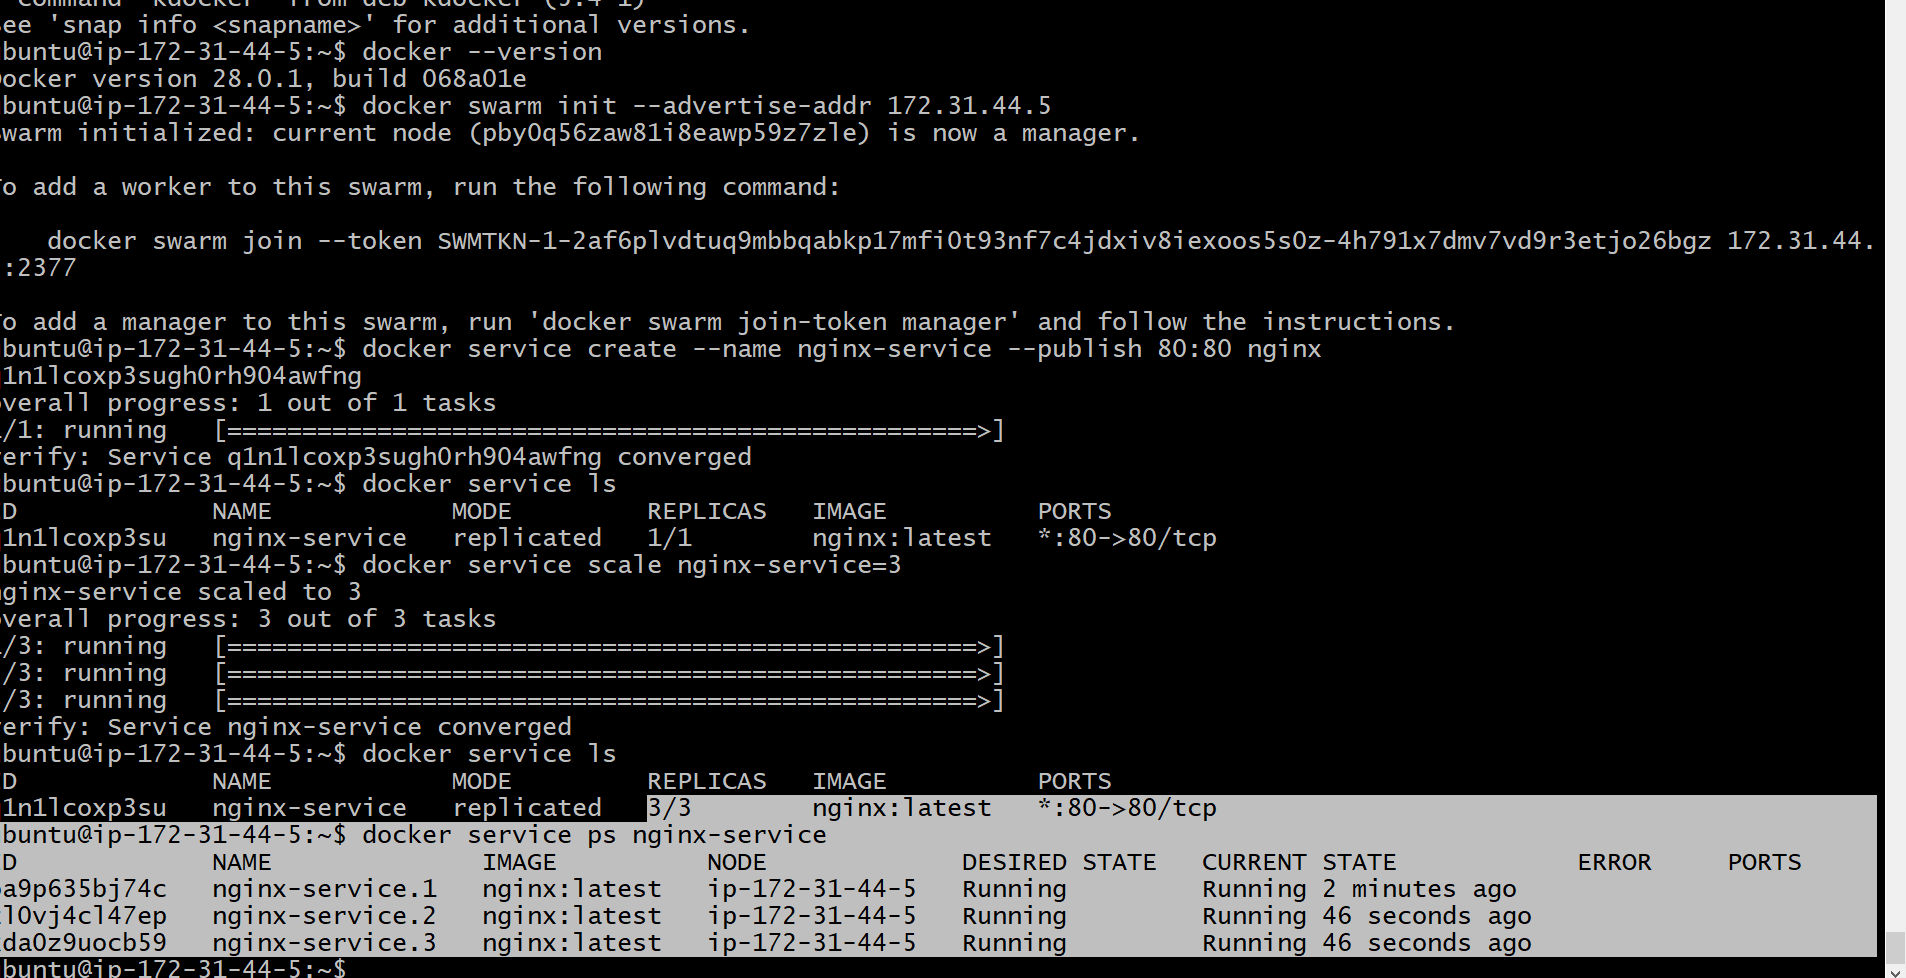 command 'kdocker' from deb kdocker (5.4-1)
ee 'snap info <snapname>' for additional versions.
buntu@ip-172-31-44-5:~$ docker --version
ocker version 28.0.1, build 068a01e
buntu@ip-172-31-44-5:~$ docker swarm init --advertise-addr 172.31.44.5
warm initialized: current node (pby0q56zaw81i8eawp59z7zle) is now a manager.
o add a worker to this swarm, run the following command:
docker swarm join --token SWMTKN-1-2af6plvdtuq9mbbqabkp17mfi0t93nf7c4jdxiv8iexoos5s0z-4h791x7dmv7vd9r3etjo26bgz 172.31.44.
:2377
o add a manager to this swarm, run 'docker swarm join-token manager' and follow the instructions.
buntu@ip-172-31-44-5:~$ docker service create --name nginx-service --publish 80:80 nginx
1n1lcoxp3sugh0rh904awfng
verall progress: 1 out of 1 tasks
/1: running [==================================================>]
erify: Service q1n1lcoxp3sugh0rh904awfng converged
buntu@ip-172-31-44-5:~$ docker service ls
D NAME MODE REPLICAS IMAGE PORTS
1n1lcoxp3su nginx-service replicated 1/1 nginx:latest *:80->80/tcp
buntu@ip-172-31-44-5:~$ docker service scale nginx-service=3
ginx-service scaled to 3
verall progress: 3 out of 3 tasks
/3: running [==================================================>]
/3: running [==================================================>]
/3: running [==================================================>]
erify: Service nginx-service converged
buntu@ip-172-31-44-5:~$ docker service ls
D NAME MODE REPLICAS IMAGE PORTS
1n1lcoxp3su nginx-service replicated 3/3 nginx:latest *:80->80/tcp
buntu@ip-172-31-44-5:~$ docker service ps nginx-service
D NAME IMAGE NODE DESIRED STATE CURRENT STATE ERROR PORTS
a9p635bj74c nginx-service.1 nginx:latest ip-172-31-44-5 Running Running 2 minutes ago
l0vj4cl47ep nginx-service.2 nginx:latest ip-172-31-44-5 Running Running 46 seconds ago
da0z9uocb59 nginx-service.3 nginx:latest ip-172-31-44-5 Running Running 46 seconds ago
buntu@ip-172-31-44-5:~$